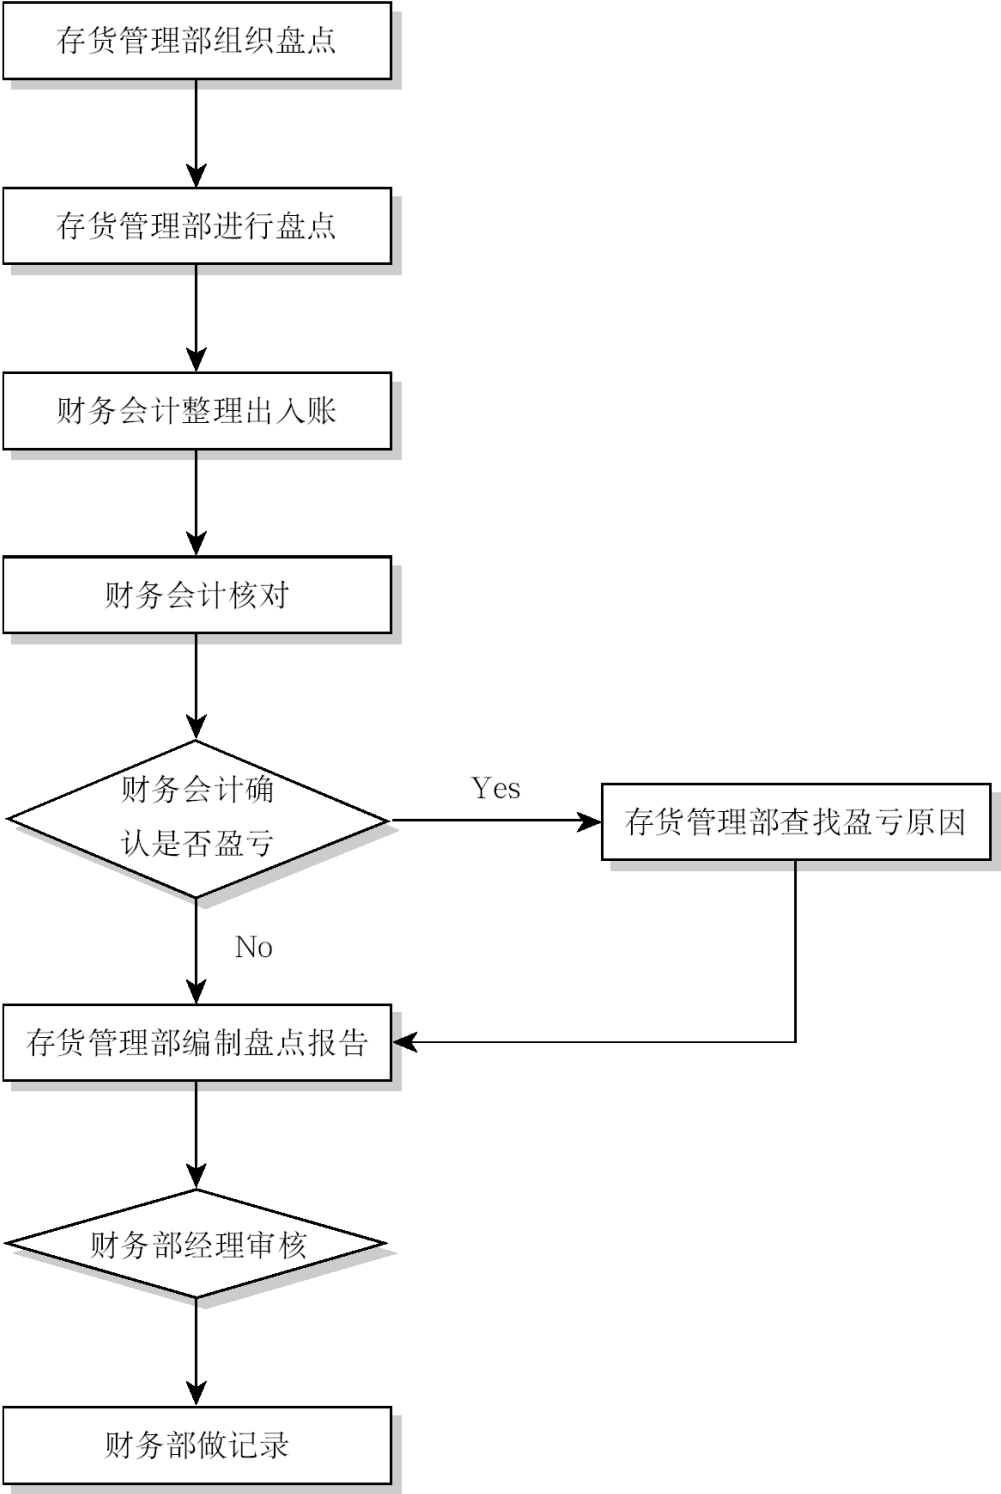 存货管理部组织盘点
存货管理部进行盘点
财务会计整理出入账
财务会计核对
财务会计确
认是否盈亏
Yes
存货管理部查找盈亏原因
No
存货管理部编制盘点报告
财务部经理审核
财务部做记录